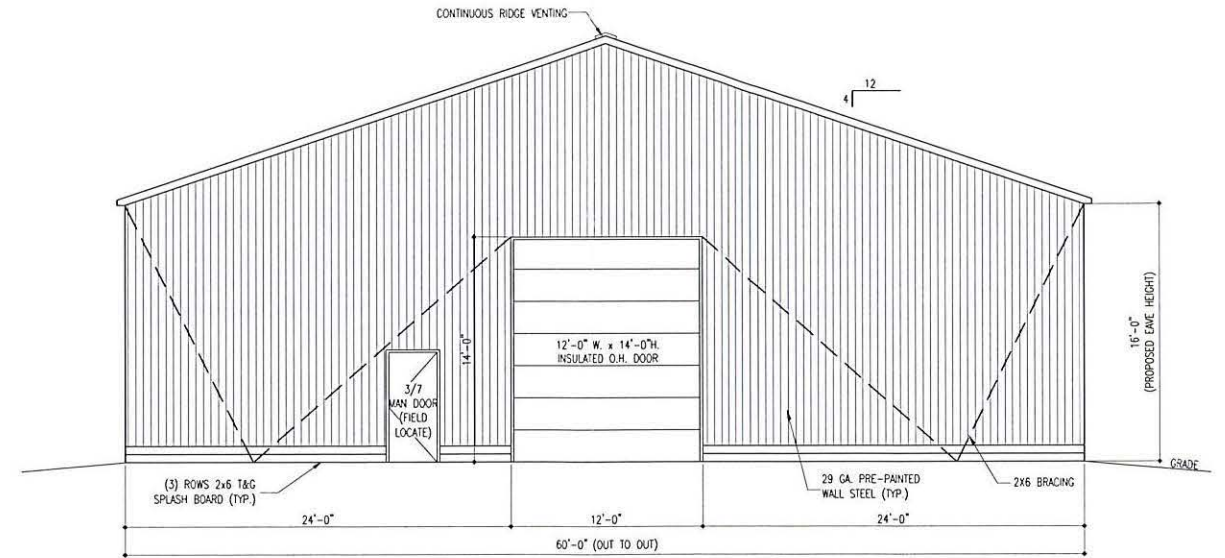 CONTINUOUS RIDGE VENTING
12
4
14'-0"
12'-0" W. x 14'-0"H.
INSULATED O.H. DOOR
16'-0"
(PROPOSED EAVE HEIGHT)
3/7
MAN DOOR
(FIELD
LOCATE)
GRADE
(3) ROWS 2x6 T&G
SPLASH BOARD (TYP.)
29 GA. PRE-PAINTED
WALL STEEL (TYP.)
2X6 BRACING
24'-0"
12'-0"
24'-0"
60'-0" (OUT TO OUT)